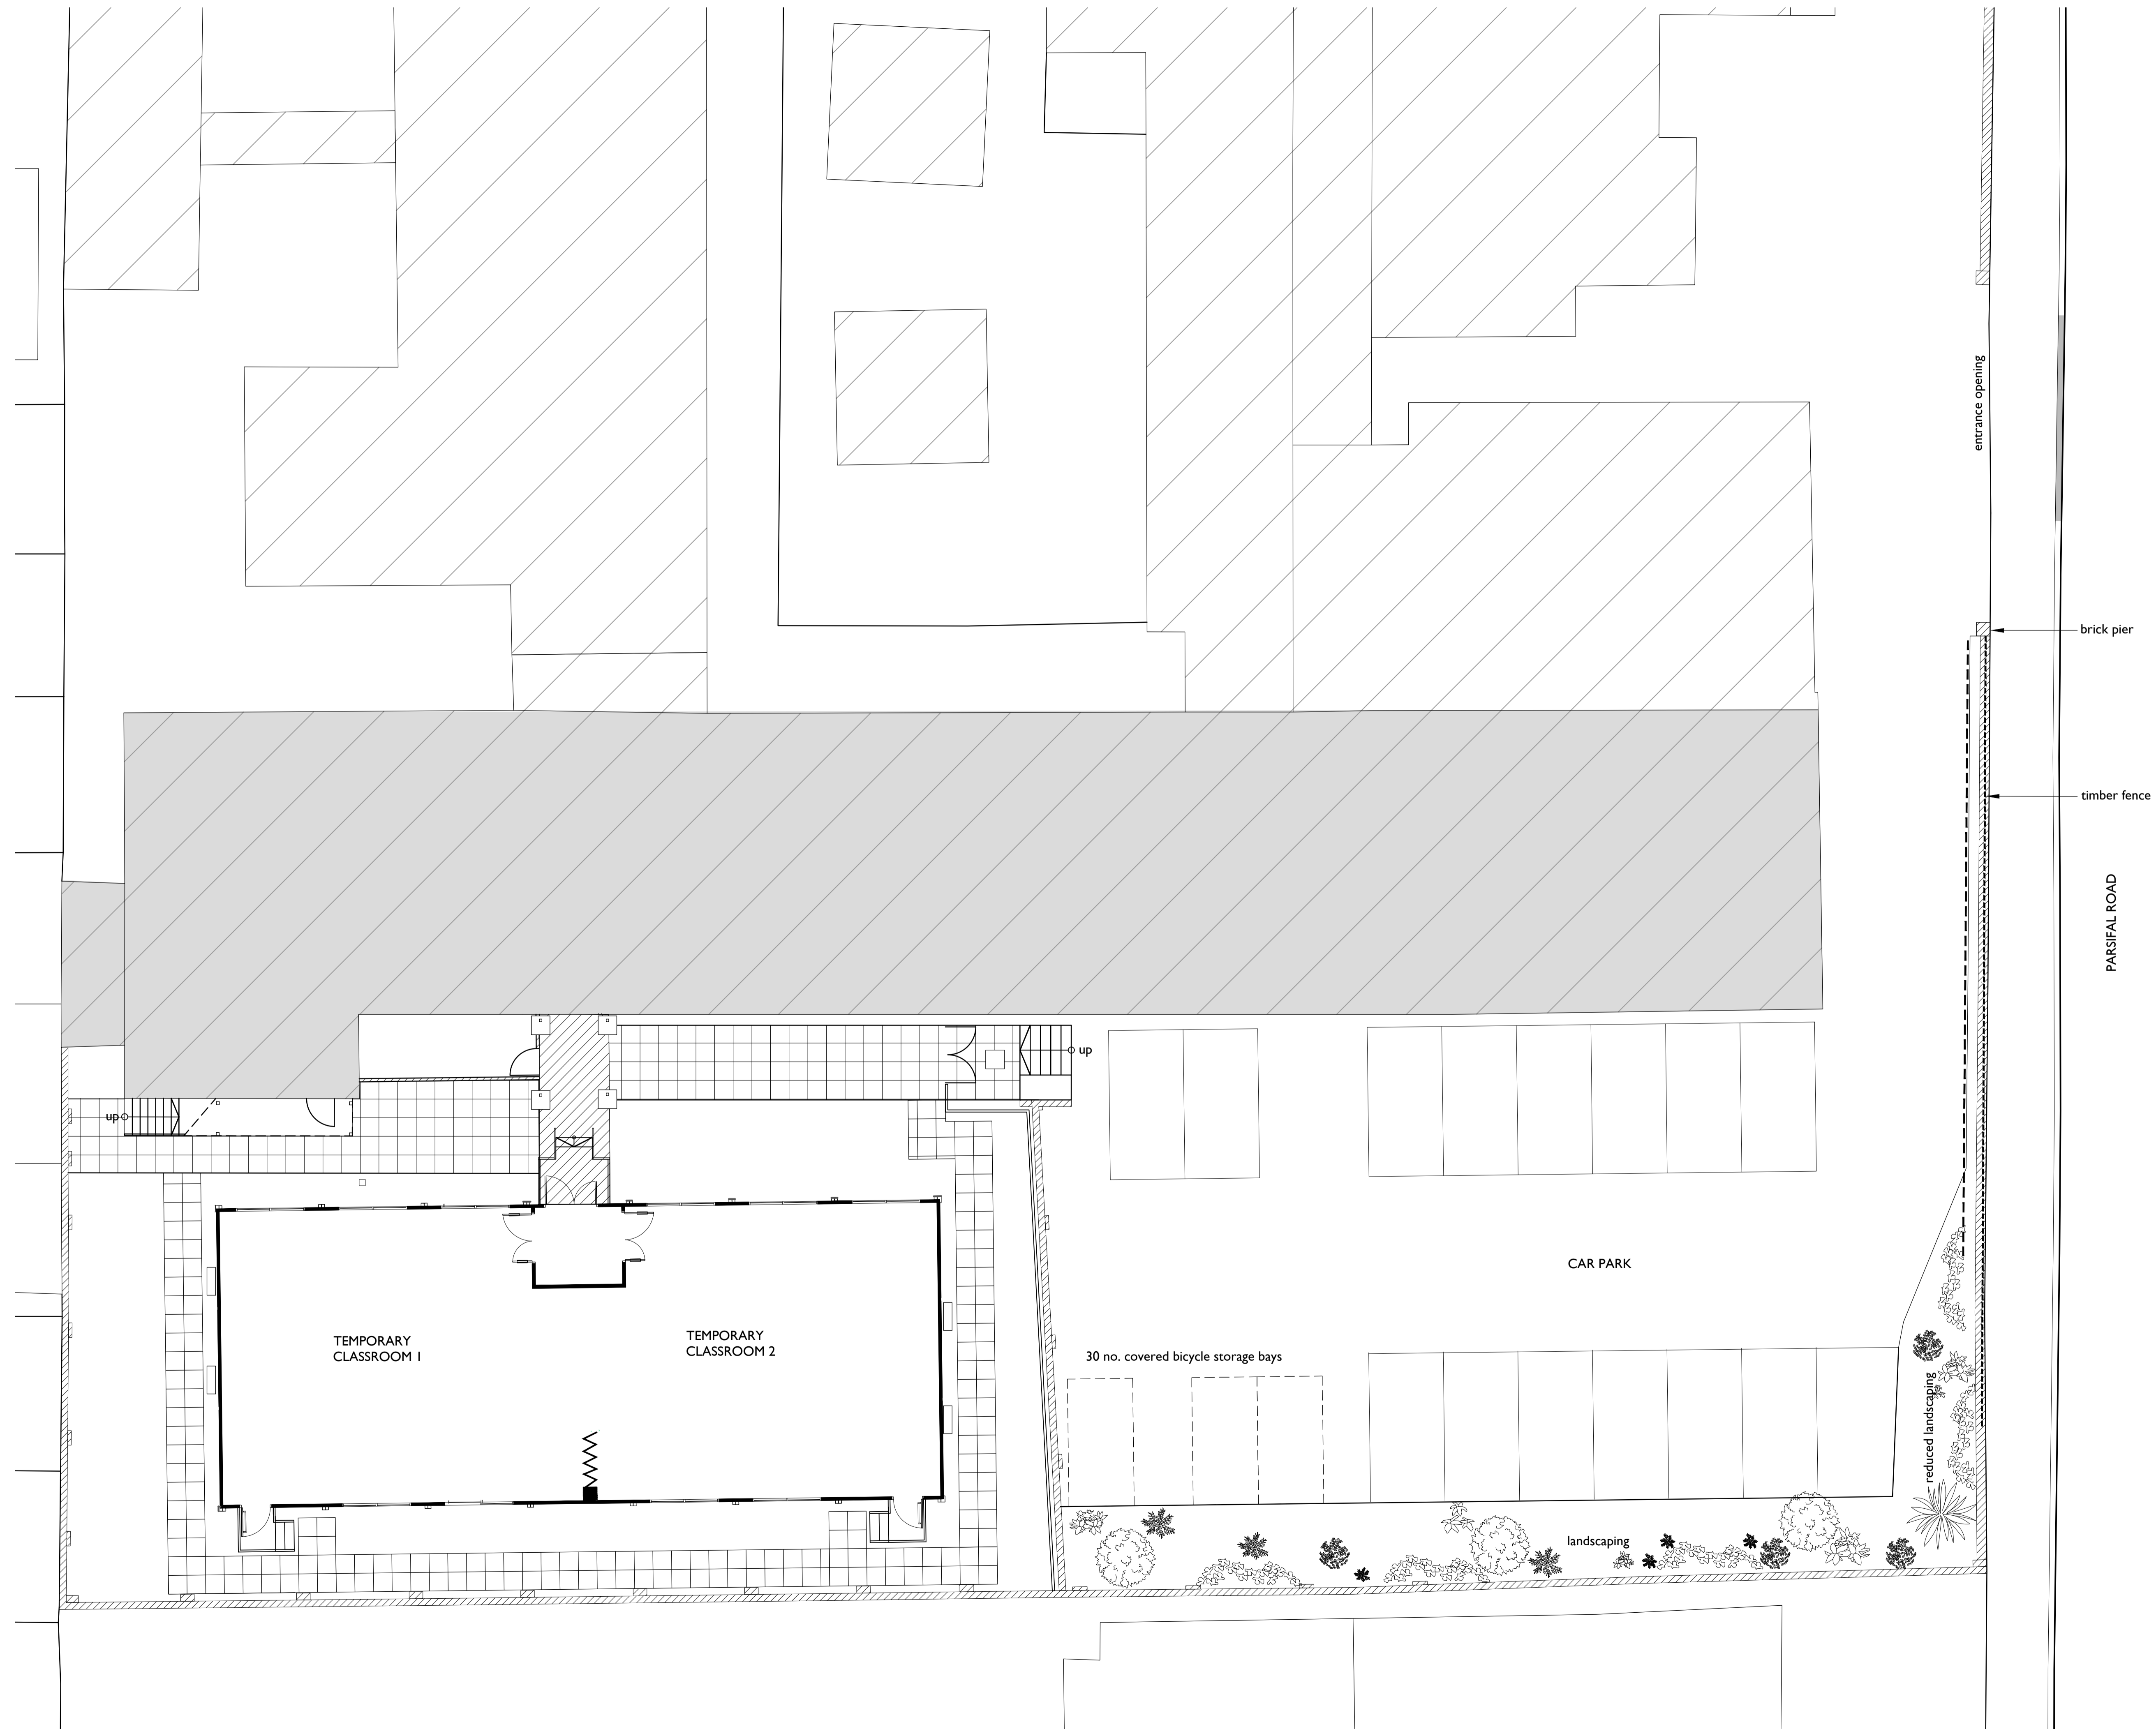 entrance opening
brick pier
timber fence
PARSIFAL ROAD
up
up
CAR PARK
TEMPORARY
CLASSROOM 1
TEMPORARY
CLASSROOM 2
30 no. covered bicycle storage bays
reduced landscaping
landscaping